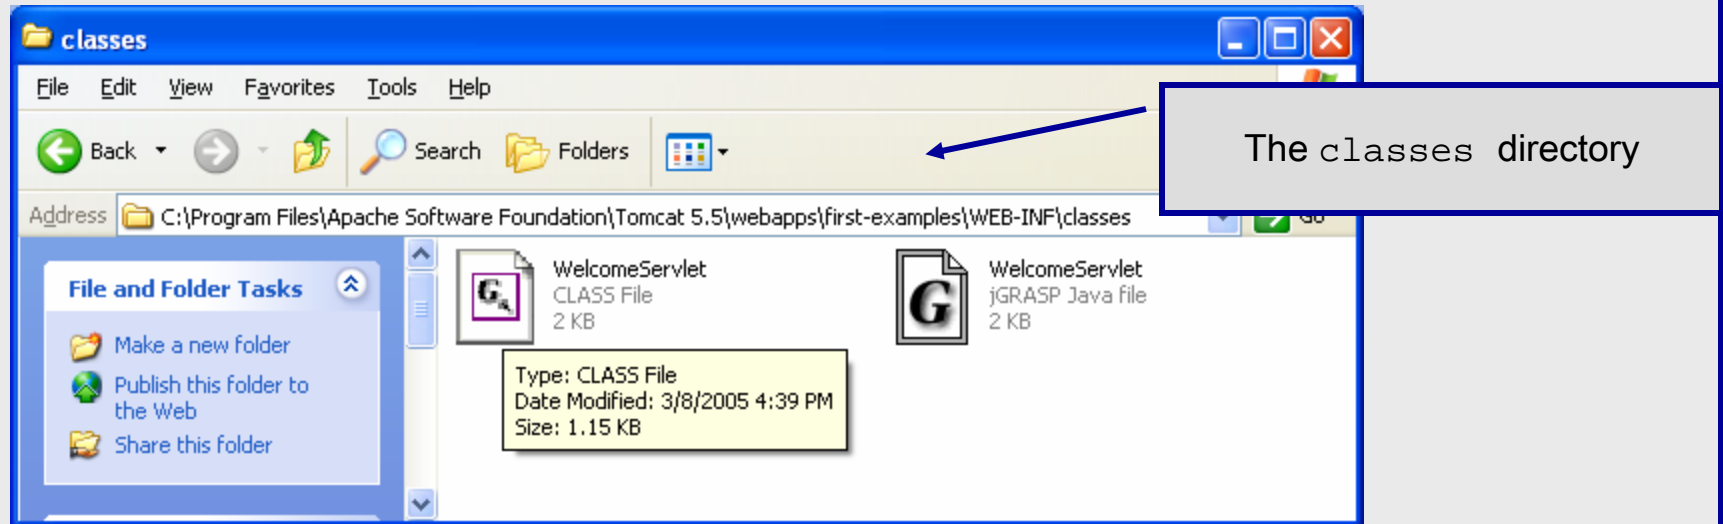 classes
File Edit View Favorites Tools Help
Back Search Folders
The classes directory
Address C:\Program Files\Apache Software Foundation\Tomcat 5.5\webapps\first-examples\WEB-INF\classes Go
File and Folder Tasks
Make a new folder
Publish this folder to
the Web
Share this folder
WelcomeServlet
CLASS File
2 KB
WelcomeServlet
jGRASP Java file
2 KB
Type: CLASS File
Date Modified: 3/8/2005 4:39 PM
Size: 1.15 KB